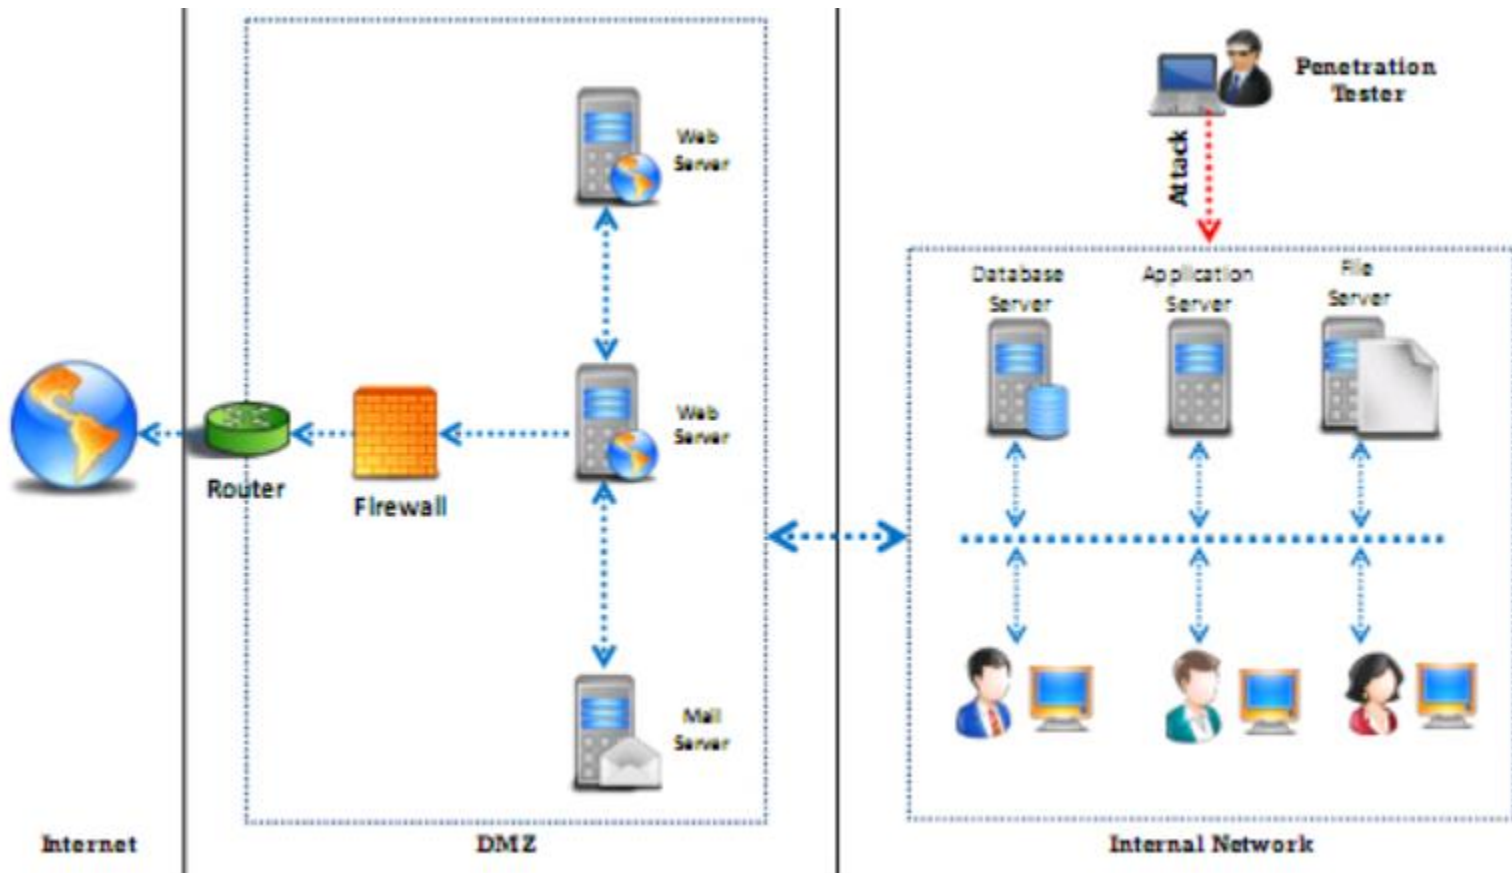 Penetration
Tester
Attack
Web
Server
Database
Server
Application
Server
File
Server
Web
Server
Router
Firewall
Mail
Server
Internet
DMZ
Internal Network